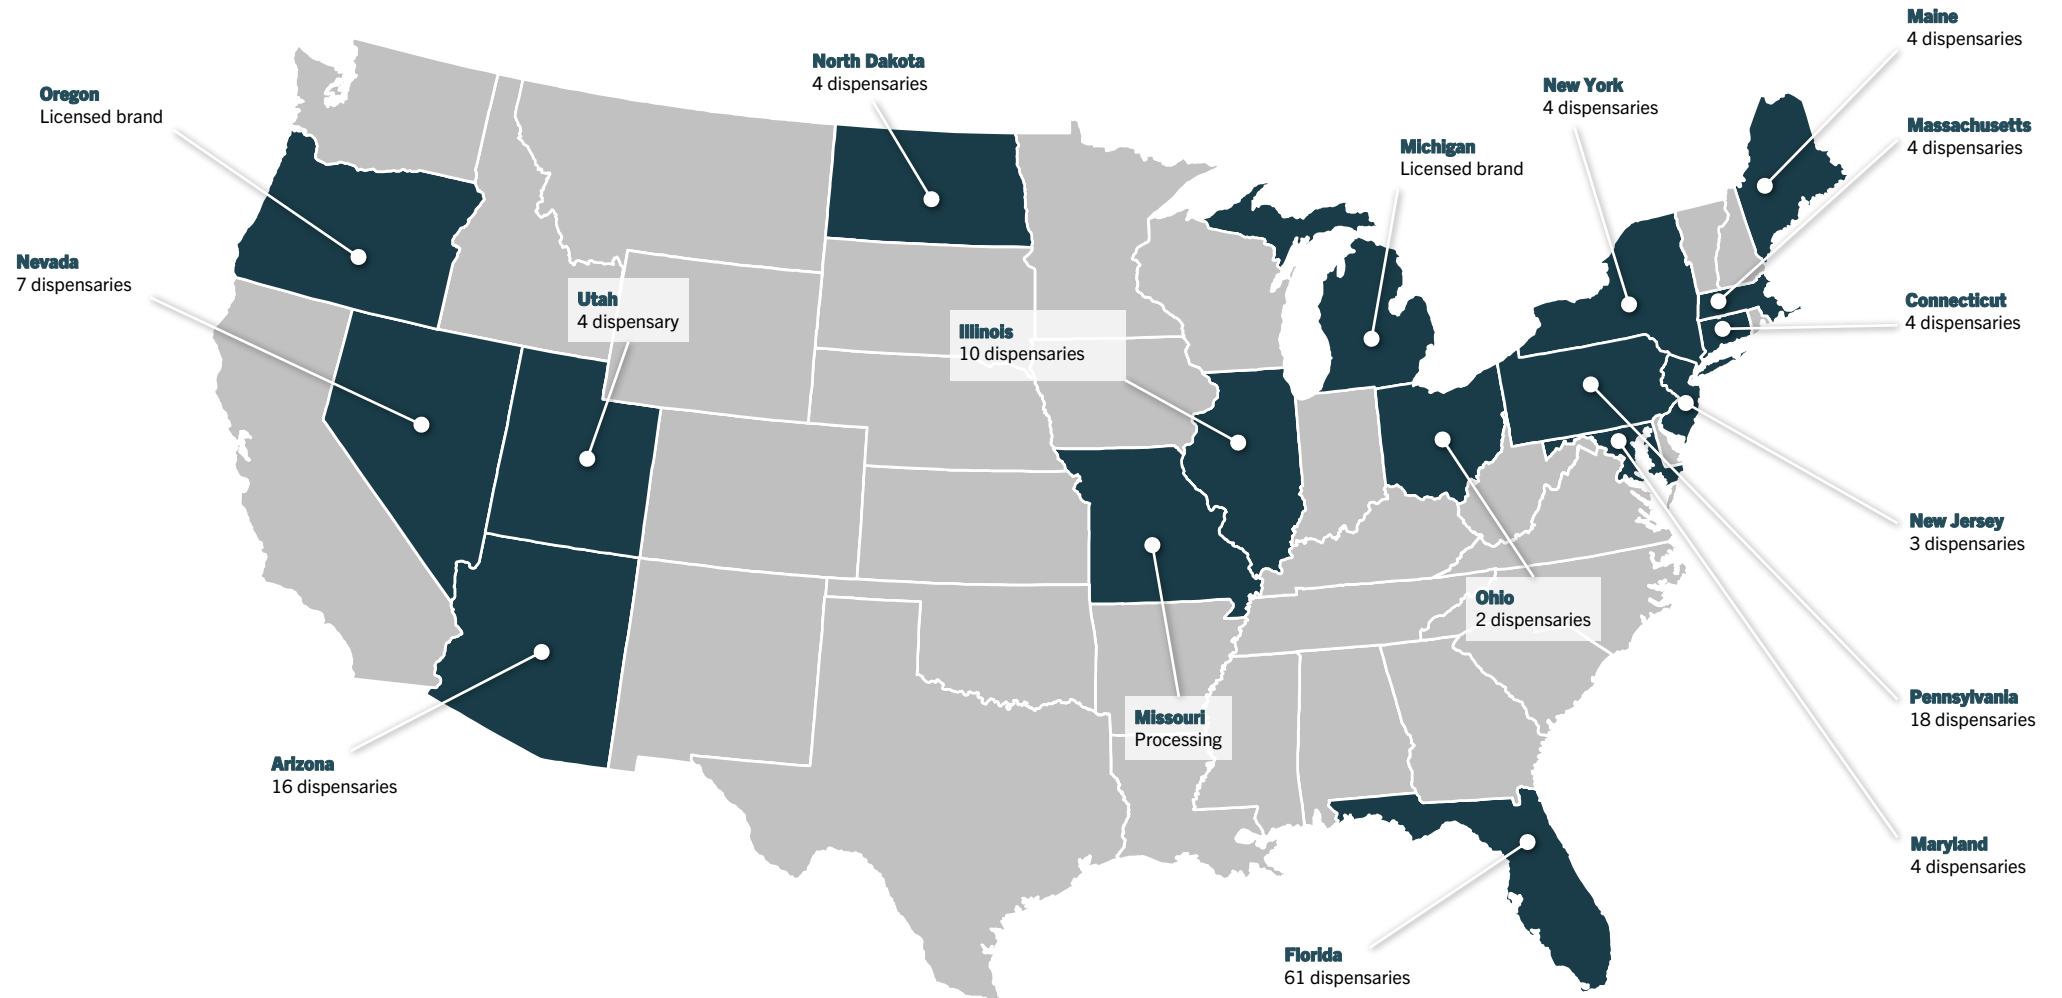 Maine
4 dispensaries
North Dakota
4 dispensaries
New York
4 dispensaries
Oregon
Licensed brand
Massachusetts
4 dispensaries
Michigan
Licensed brand
Nevada
7 dispensaries
Utah
4 dispensary
Connecticut
4 dispensaries
Illinois
10 dispensaries
New Jersey
3 dispensaries
Ohio
2 dispensaries
Pennsylvania
18 dispensaries
Missouri
Processing
Arizona
16 dispensaries
Maryland
4 dispensaries
Florida
61 dispensaries